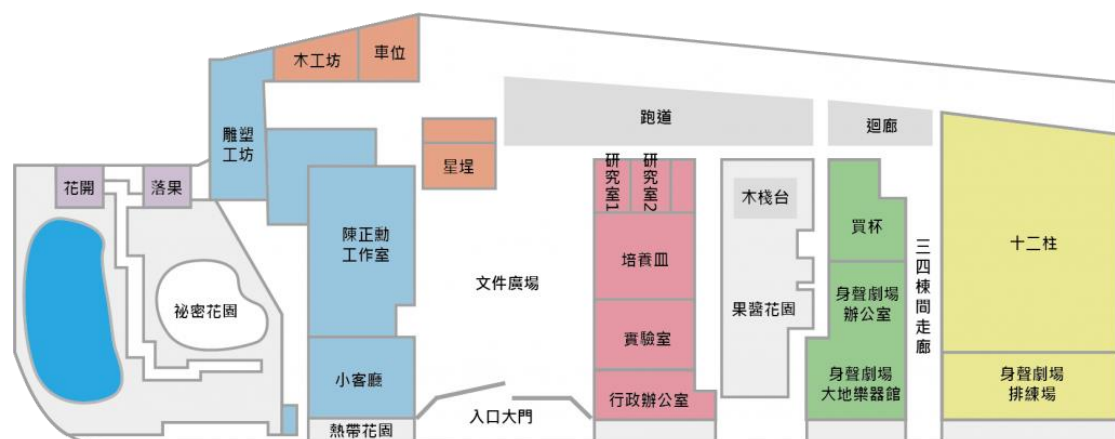 木工坊
車位
雕塑
工坊
跑道
迴廊
星埕
花開
落果
研究室1
研究室2
木棧台
買杯
十二柱
陳正勳
工作室
培養皿
文件廣場
祕密花園
果醬花園
三四棟間走廊
身聲劇場
辦公室
實驗室
小客廳
行政辦公室
身聲劇場
大地樂器館
身聲劇場
排練場
入口大門
熱帶花園